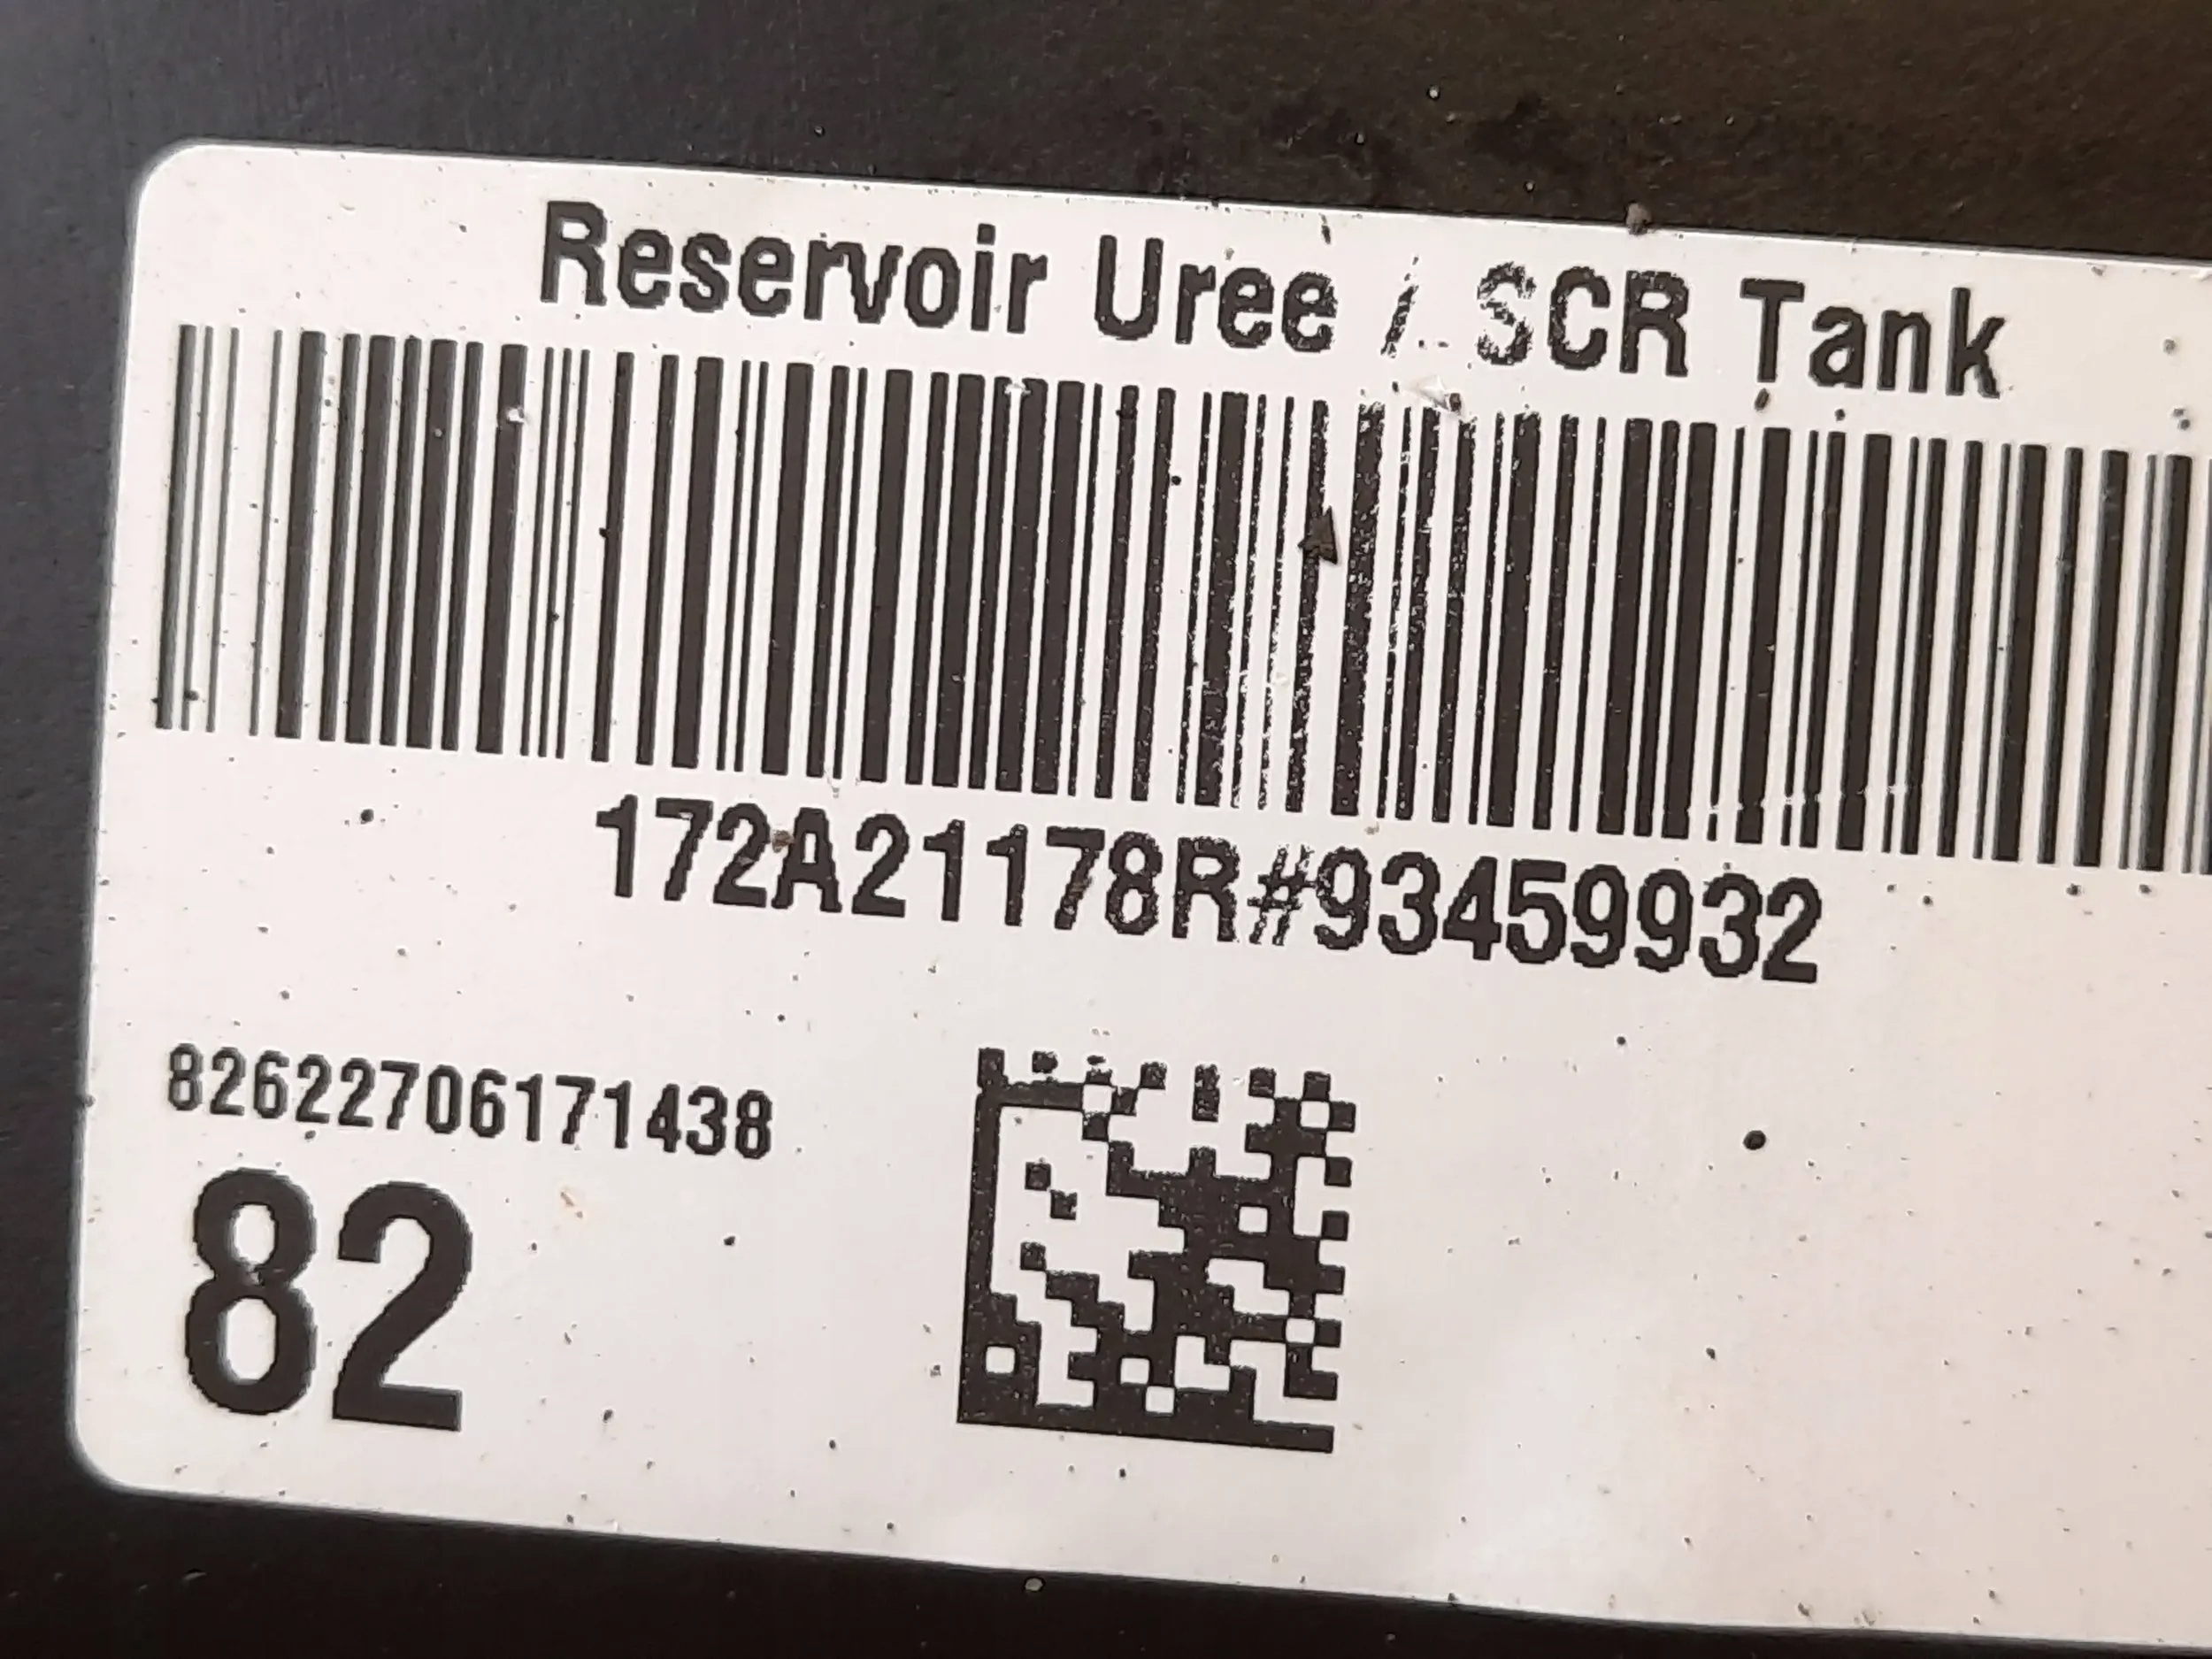 Reservoir Uree / SCR Tank
172A21178R#93459932
82622706171438
82